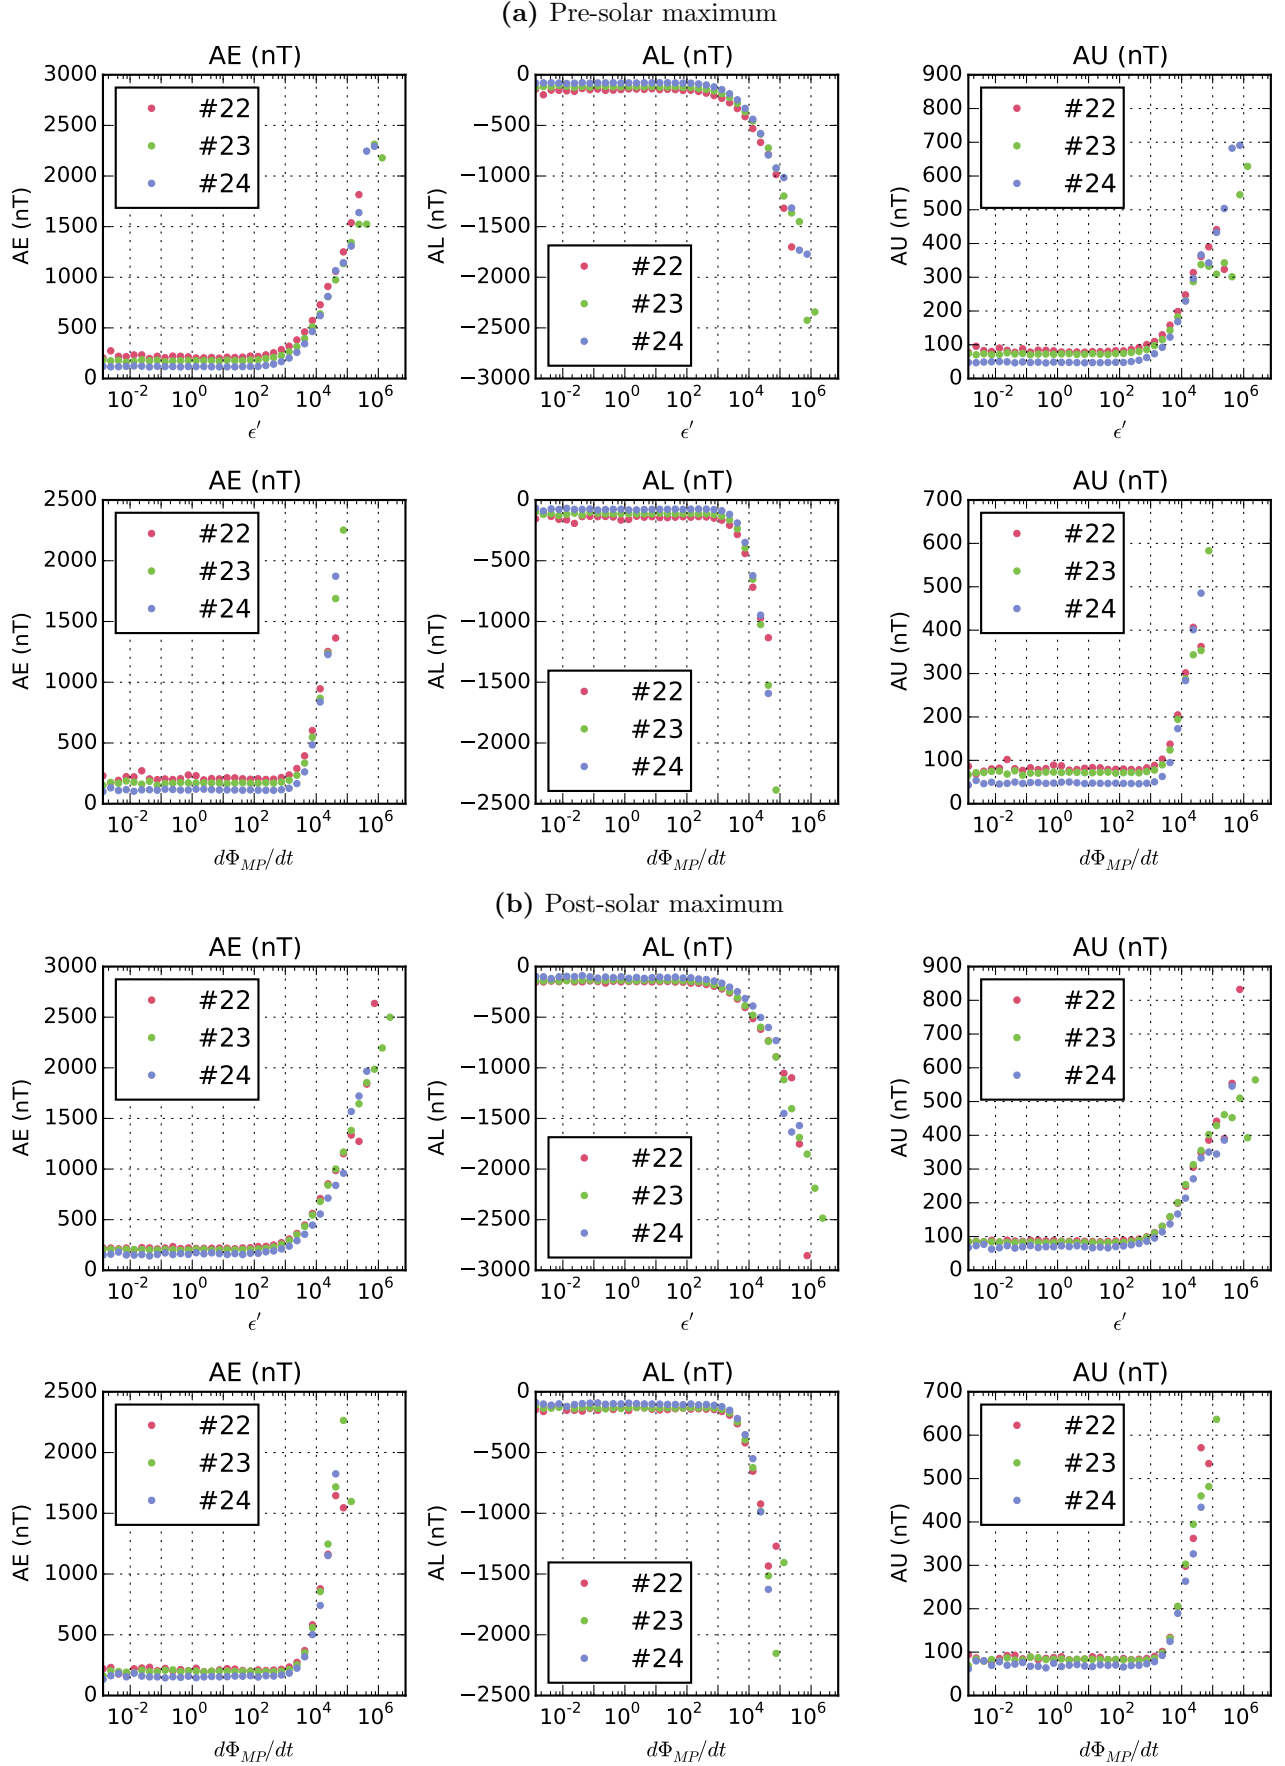 (a) Pre-solar maximum
AE (nT) AL (nT) AU (nT)
3000 0 900
#22 #22 800
2500 #23 −500 #23 700
#24 #24
2000 −1000 600
AE (nT) 1500 AL (nT) −1500 AU (nT) 500
400
1000 −2000 300
500 −2500 200
100
0 −3000 0
10⁻² 10⁰ 10² 10⁴ 10⁶ 10⁻² 10⁰ 10² 10⁴ 10⁶ 10⁻² 10⁰ 10² 10⁴ 10⁶
ϵ′ ϵ′ ϵ′
AE (nT) AL (nT) AU (nT)
2500 0 700
#22 #22 600
2000 #23 −500 #23 500
#24 #24
AE (nT) 1500 AL (nT) −1000 AU (nT) 400
1000 −1500 300
200
500 −2000 100
0 −2500 0
10⁻² 10⁰ 10² 10⁴ 10⁶ 10⁻² 10⁰ 10² 10⁴ 10⁶ 10⁻² 10⁰ 10² 10⁴ 10⁶
dΦ_MP/dt dΦ_MP/dt dΦ_MP/dt
(b) Post-solar maximum
AE (nT) AL (nT) AU (nT)
3000 0 900
#22 #22 800
2500 #23 −500 #23 700
#24 #24
2000 −1000 600
AE (nT) 1500 AL (nT) −1500 AU (nT) 500
400
1000 −2000 300
500 −2500 200
100
0 −3000 0
10⁻² 10⁰ 10² 10⁴ 10⁶ 10⁻² 10⁰ 10² 10⁴ 10⁶ 10⁻² 10⁰ 10² 10⁴ 10⁶
ϵ′ ϵ′ ϵ′
AE (nT) AL (nT) AU (nT)
2500 0 700
#22 #22 600
2000 #23 −500 #23 500
#24 #24
AE (nT) 1500 AL (nT) −1000 AU (nT) 400
1000 −1500 300
200
500 −2000 100
0 −2500 0
10⁻² 10⁰ 10² 10⁴ 10⁶ 10⁻² 10⁰ 10² 10⁴ 10⁶ 10⁻² 10⁰ 10² 10⁴ 10⁶
dΦ_MP/dt dΦ_MP/dt dΦ_MP/dt
#22 #22 #22 #22
#23 #23 #23 #23
#24 #24 #24 #24